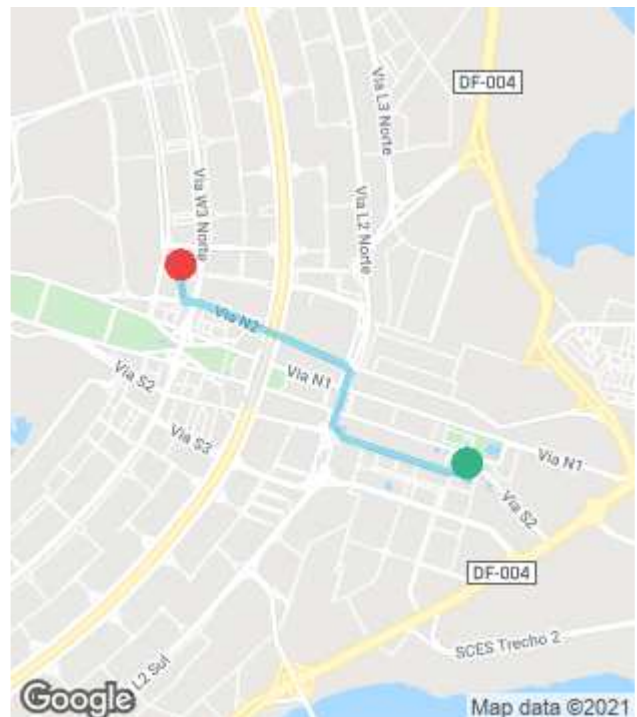 DF-004
Via L3 Norte
Via W3 Norte
Via L2 Norte
Via N2
Via N1
Via S2
Via S3
Via N1
Via S2
DF-004
SCES Trecho 2
L2 Sul
Google
Map data ©2021